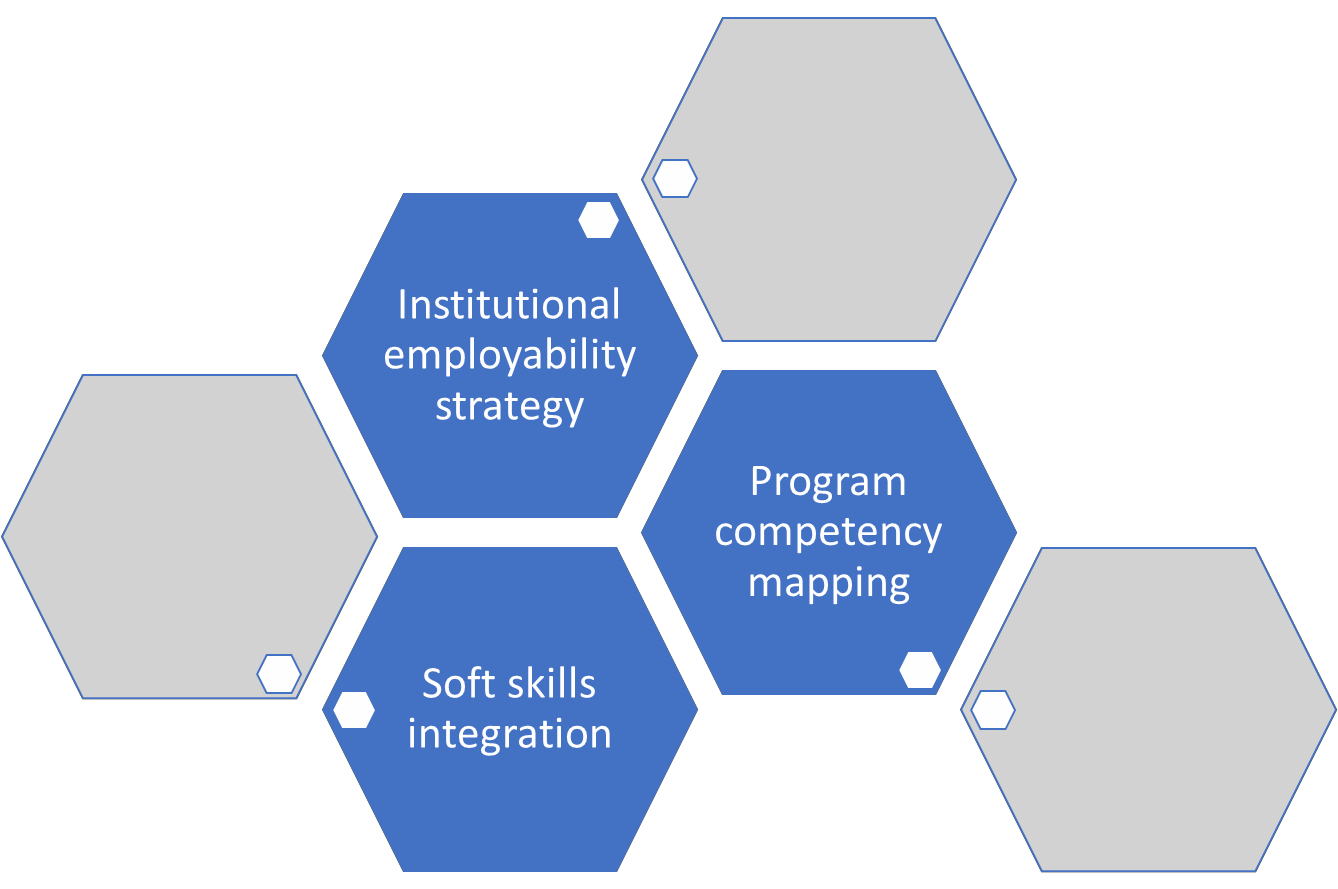 Institutional
employability
strategy
Program
competency
mapping
Soft skills
integration